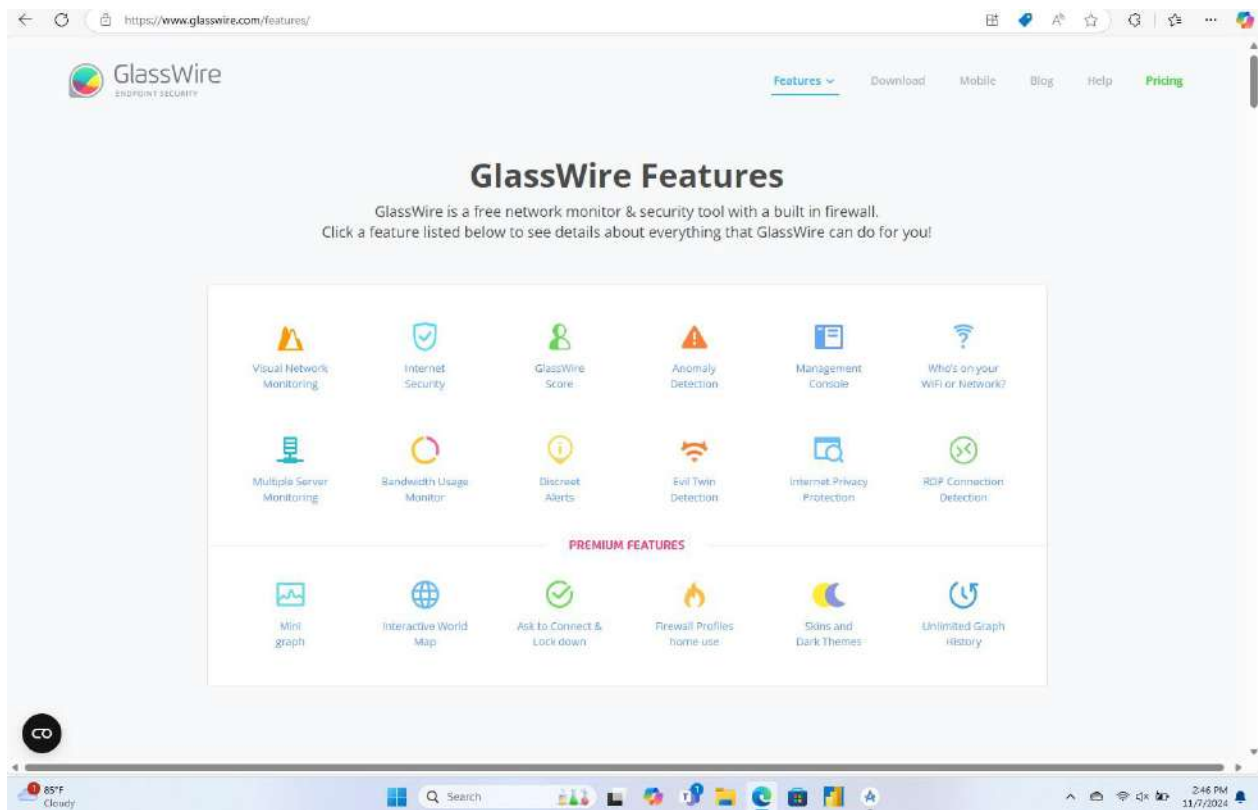 https://www.glasswire.com/features/
GlassWire
ENDPOINT SECURITY
Features
Download
Mobile
Blog
Help
Pricing
GlassWire Features
GlassWire is a free network monitor & security tool with a built in firewall.
Click a feature listed below to see details about everything that GlassWire can do for you!
Visual Network
Monitoring
Internet
Security
GlassWire
Score
Anomaly
Detection
Management
Console
Who's on your
WiFi or Network?
Multiple Server
Monitoring
Bandwidth Usage
Monitor
Discreet
Alerts
Evil Twin
Detection
Internet Privacy
Protection
RDP Connection
Detection
PREMIUM FEATURES
Mini
graph
Interactive World
Map
Ask to Connect &
Lock down
Firewall Profiles
home use
Skins and
Dark Themes
Unlimited Graph
History
1
85°F
Cloudy
Search
2:46 PM
11/7/2024